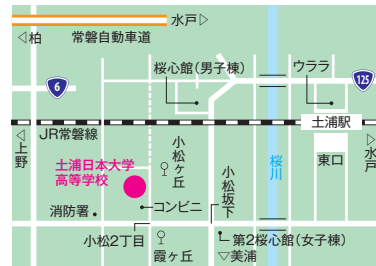 水戸▷
◁柏
常磐自動車道
6
桜心館(男子棟)
ウララ
125
JR常磐線
土浦駅
◁上野
水戸▽
土浦日本大学
高等学校
小松ヶ丘
小松坂下
桜川
東口
消防署
コンビニ
小松2丁目
霞ヶ丘
第2桜心館(女子棟)
▽美浦